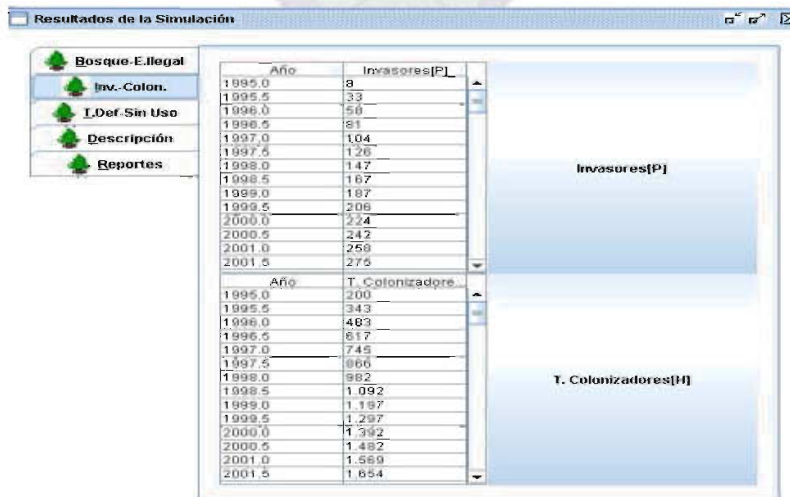 Resultados de la Simulación
Bosque-E.Ilegal
Inv.-Colon.
T.Def-Sin Uso
Descripción
Reportes
Año Invasores[P]
1995.0
1995.5 33
1996.0 58
1996.5 81
1997.0 104
1997.5 126
1998.0 147
1998.5 167
1999.0 187
1999.5 206
2000.0 224
2000.5 242
2001.0 258
2001.5 275
Invasores[P]
Año T. Colonizadore...
1995.0 200
1995.5 343
1996.0 483
1996.5 617
1997.0 745
1997.5 866
1998.0 982
1998.5 1.092
1999.0 1.197
1999.5 1.297
2000.0 1.392
2000.5 1.482
2001.0 1.569
2001.5 1.654
T. Colonizadores[H]